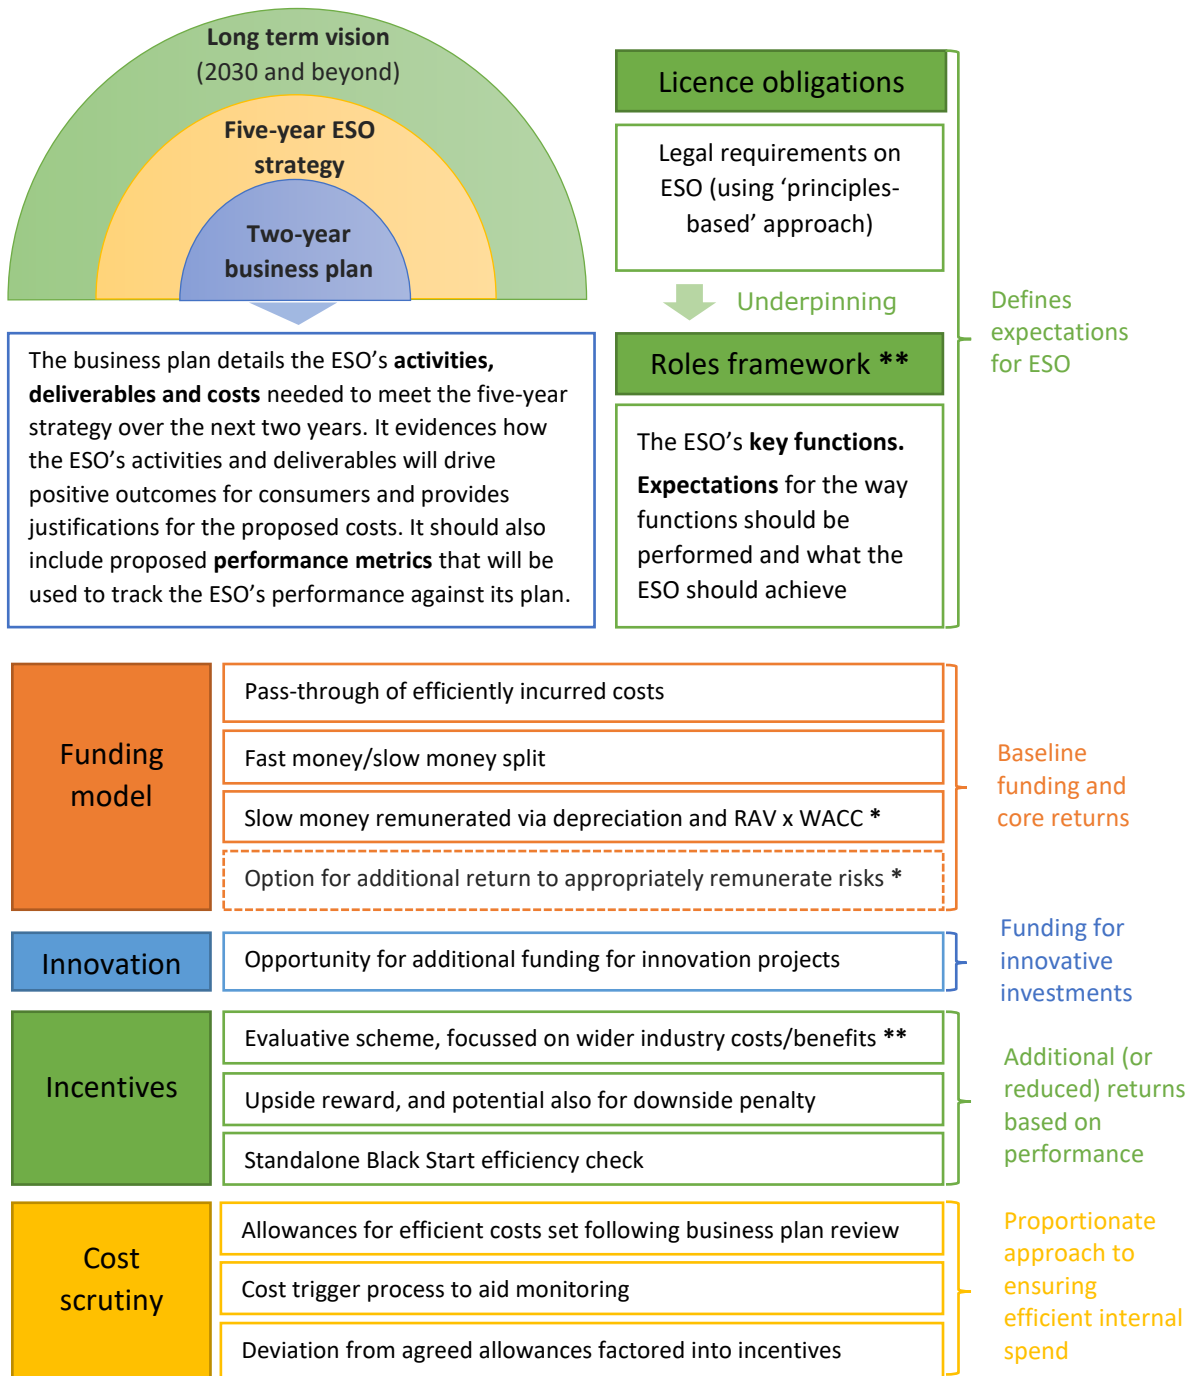 Long term vision
(2030 and beyond)
Five-year ESO
strategy
Two-year
business plan
The business plan details the ESO’s activities,
deliverables and costs needed to meet the five-year
strategy over the next two years. It evidences how
the ESO’s activities and deliverables will drive
positive outcomes for consumers and provides
justifications for the proposed costs. It should also
include proposed performance metrics that will be
used to track the ESO’s performance against its plan.
Licence obligations
Legal requirements on
ESO (using ‘principles-
based’ approach)
Underpinning
Roles framework **
The ESO’s key functions.
Expectations for the way
functions should be
performed and what the
ESO should achieve
Defines
expectations
for ESO
Funding
model
Pass-through of efficiently incurred costs
Fast money/slow money split
Slow money remunerated via depreciation and RAV x WACC *
Option for additional return to appropriately remunerate risks *
Baseline
funding and
core returns
Innovation
Opportunity for additional funding for innovation projects
Funding for
innovative
investments
Incentives
Evaluative scheme, focussed on wider industry costs/benefits **
Upside reward, and potential also for downside penalty
Standalone Black Start efficiency check
Additional (or
reduced) returns
based on
performance
Cost
scrutiny
Allowances for efficient costs set following business plan review
Cost trigger process to aid monitoring
Deviation from agreed allowances factored into incentives
Proportionate
approach to
ensuring
efficient internal
spend